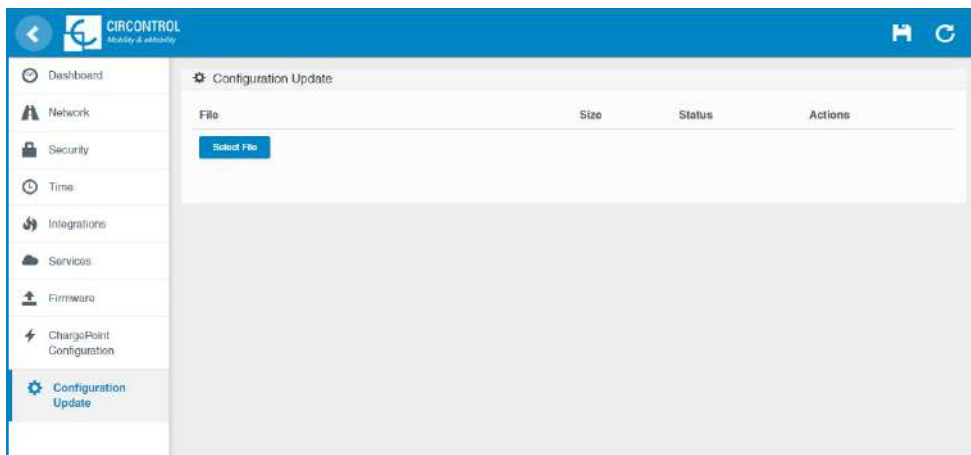 CIRCONTROL
Mobility & eMobility
Dashboard
Configuration Update
Network
File Size Status Actions
Security
Select File
Time
Integrations
Services
Firmware
ChargePoint
Configuration
Configuration
Update